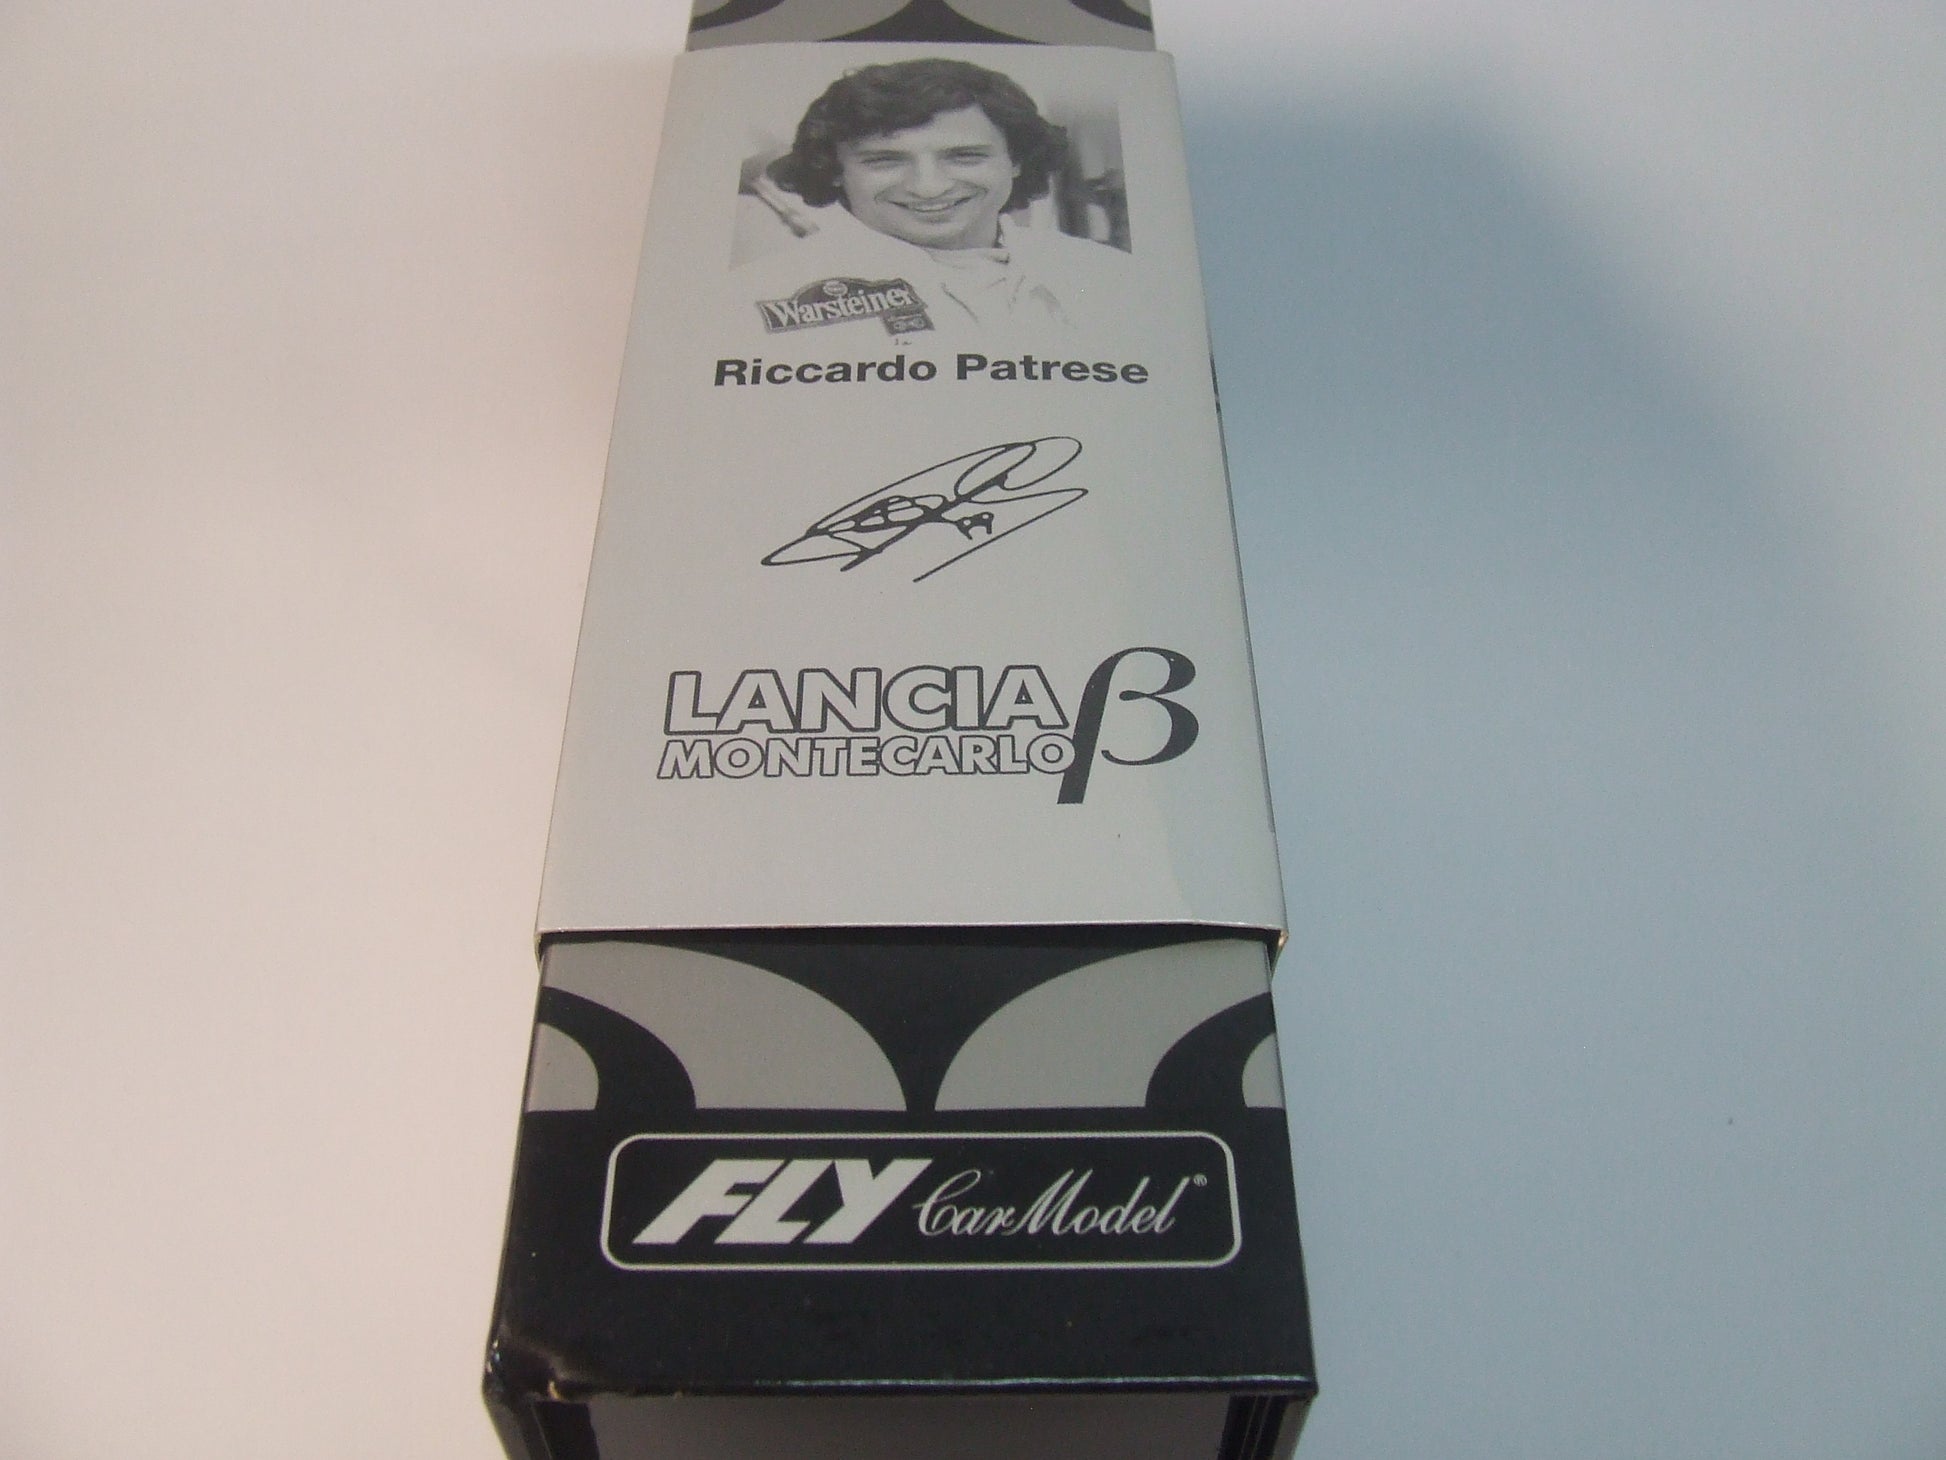 Warsteiner
Riccardo Patrese
LANCIA
MONTECARLO β
FLY Car Model ®